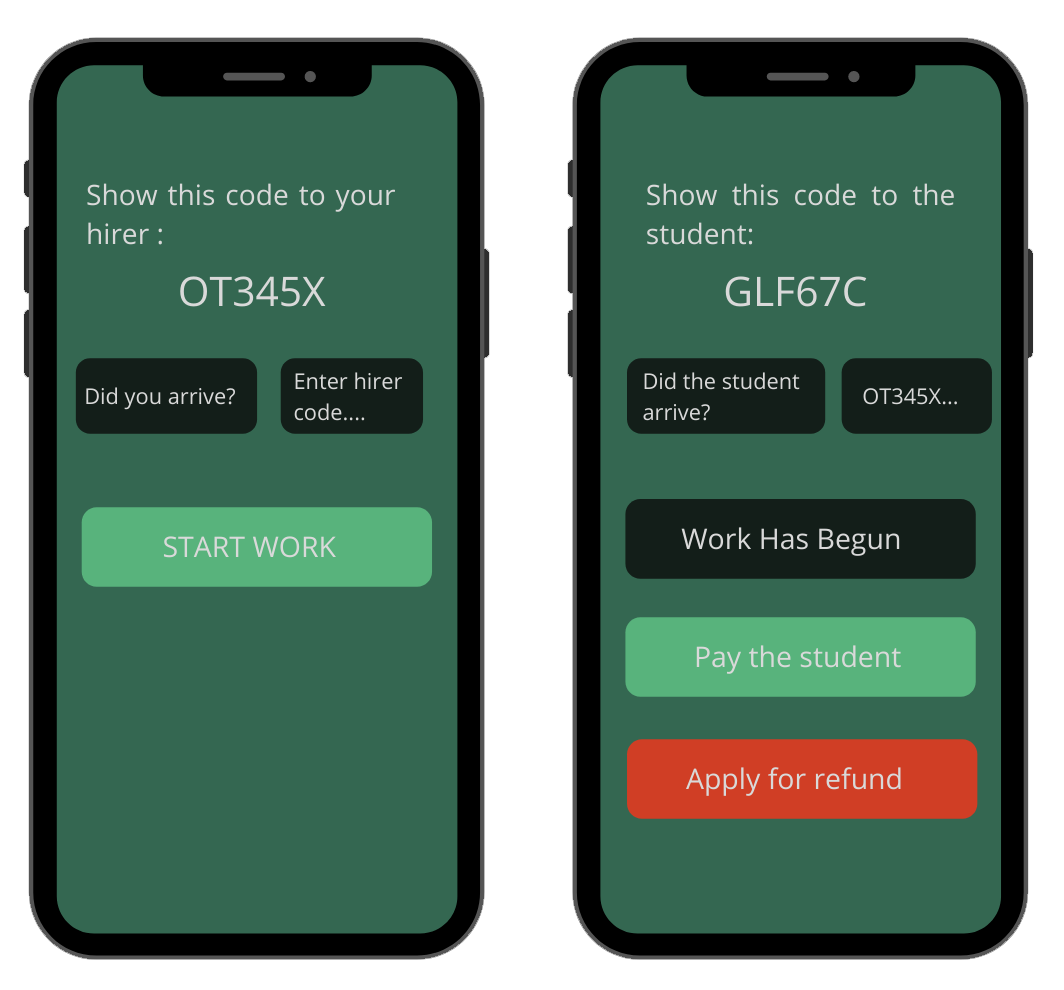 Show this code to your
hirer :
OT345X
Did you arrive?
Enter hirer
code....
START WORK
Show this code to the
student:
GLF67C
Did the student
arrive?
OT345X...
Work Has Begun
Pay the student
Apply for refund